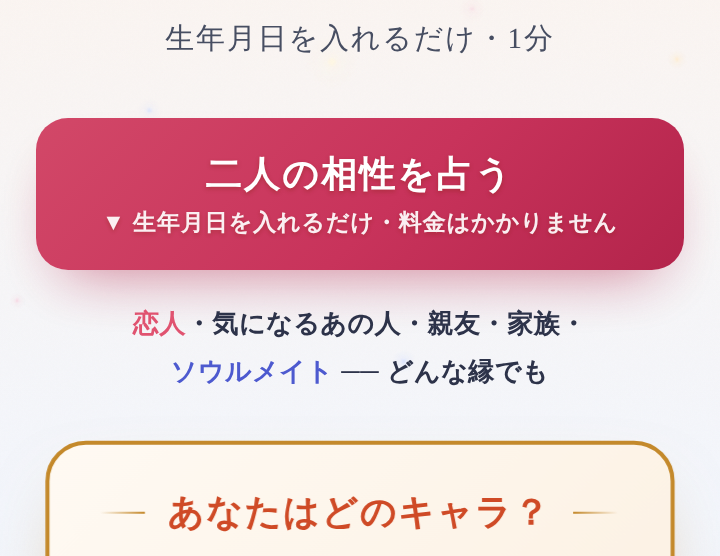 生年月日を入れるだけ・1分
二人の相性を占う
▼ 生年月日を入れるだけ・料金はかかりません
恋人・気になるあの人・親友・家族・
ソウルメイト ── どんな縁でも
あなたはどのキャラ？